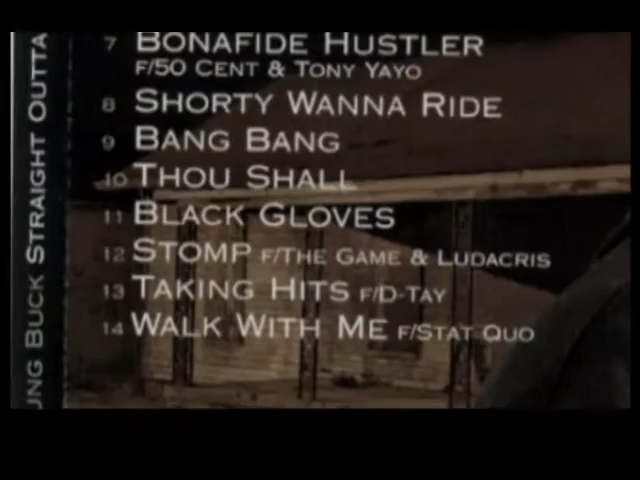 7 BONAFIDE HUSTLER
F/50 CENT & TONY YAYO
8 SHORTY WANNA RIDE
9 BANG BANG
10 THOU SHALL
11 BLACK GLOVES
12 STOMP F/THE GAME & LUDACRIS
13 TAKING HITS F/D-TAY
14 WALK WITH ME F/STAT QUO
UNG BUCK STRAIGHT OUTTA